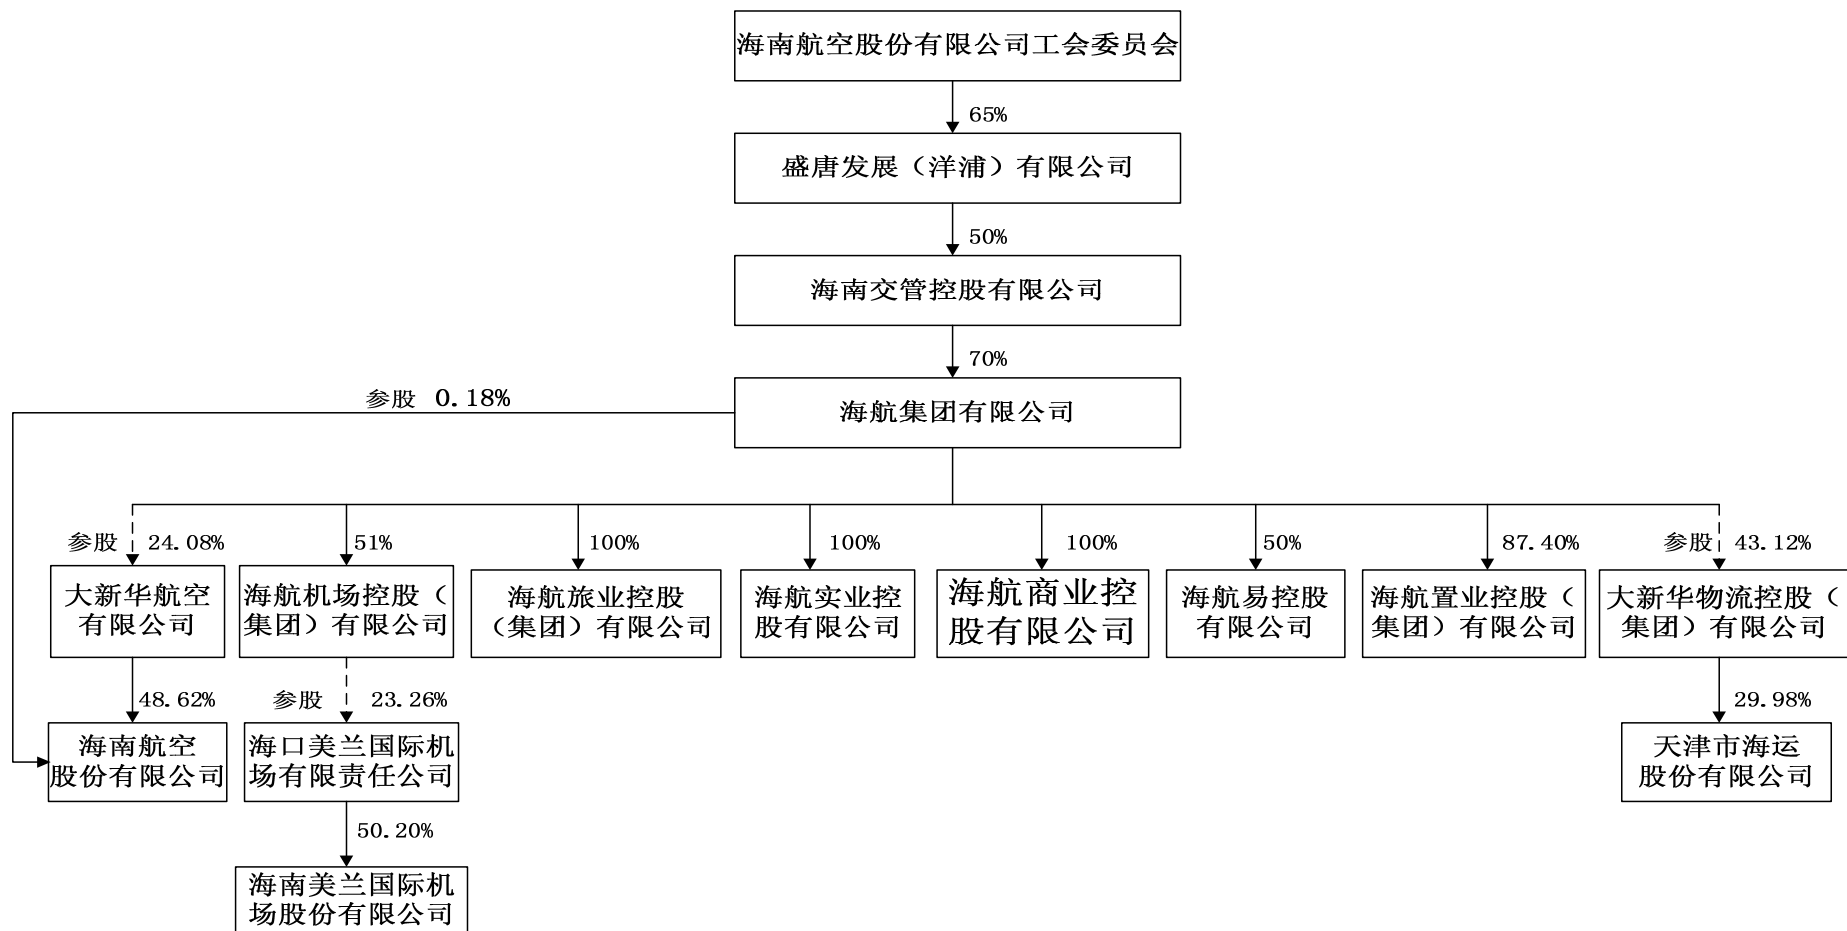 海南航空股份有限公司工会委员会
65%
盛唐发展（洋浦）有限公司
50%
海南交管控股有限公司
70%
参股 0.18%
海航集团有限公司
参股 24.08%
51%
100%
100%
100%
50%
87.40%
参股 43.12%
大新华航空
有限公司
海航机场控股（
集团）有限公司
海航旅业控股
（集团）有限公司
海航实业控
股有限公司
海航商业控
股有限公司
海航易控股
有限公司
海航置业控股（
集团）有限公司
大新华物流控股（
集团）有限公司
48.62%
参股 23.26%
29.98%
海南航空
股份有限公司
海口美兰国际机
场有限责任公司
天津市海运
股份有限公司
50.20%
海南美兰国际机
场股份有限公司